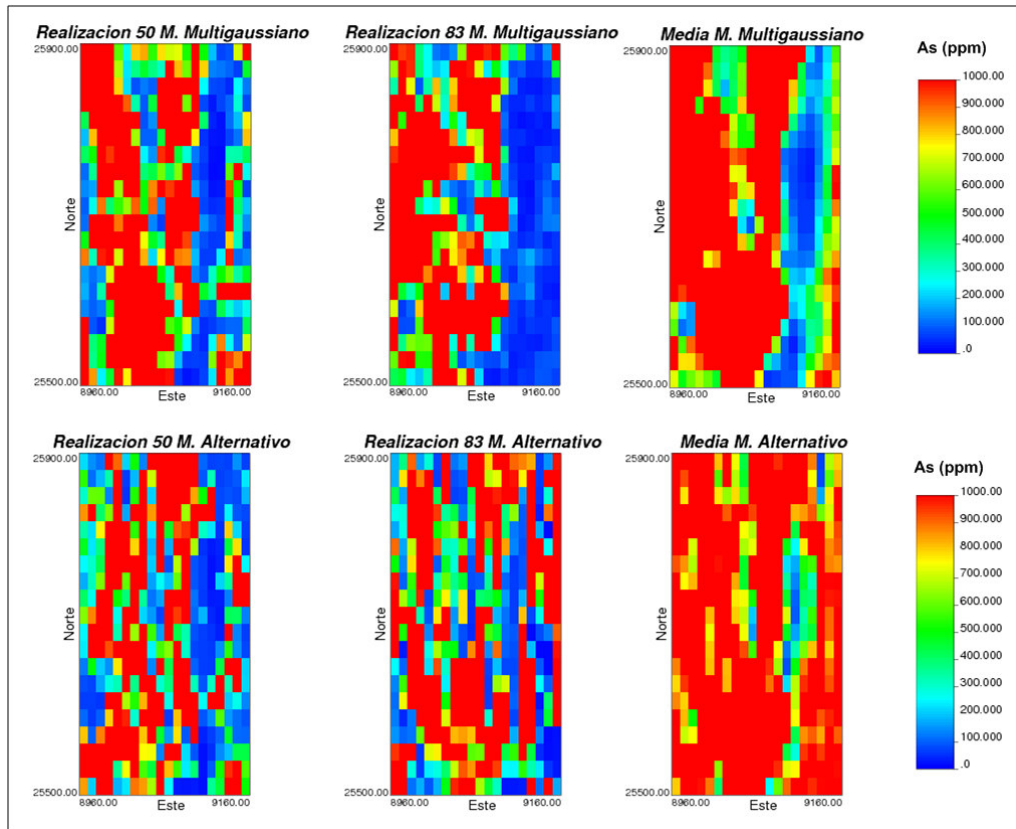 Realizacion 50 M. Multigaussiano
Realizacion 83 M. Multigaussiano
Media M. Multigaussiano
25900.00
25900.00
25900.00
Norte
Norte
Norte
25500.00
25500.00
25500.00
8960.00
Este
9160.00
8960.00
Este
9160.00
8960.00
Este
9160.00
As (ppm)
1000.00
900.000
800.000
700.000
600.000
500.000
400.000
300.000
200.000
100.000
.0
Realizacion 50 M. Alternativo
Realizacion 83 M. Alternativo
Media M. Alternativo
25900.00
25900.00
25900.00
Norte
Norte
Norte
25500.00
25500.00
25500.00
8960.00
Este
9160.00
8960.00
Este
9160.00
8960.00
Este
9160.00
As (ppm)
1000.00
900.000
800.000
700.000
600.000
500.000
400.000
300.000
200.000
100.000
.0